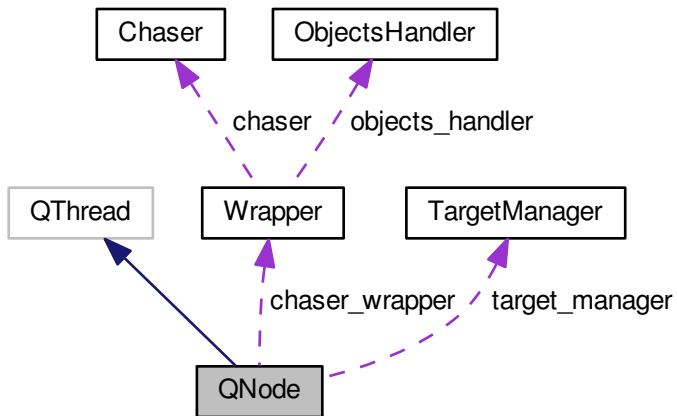 Chaser
ObjectsHandler
chaser
objects_handler
QThread
Wrapper
TargetManager
chaser_wrapper
target_manager
QNode